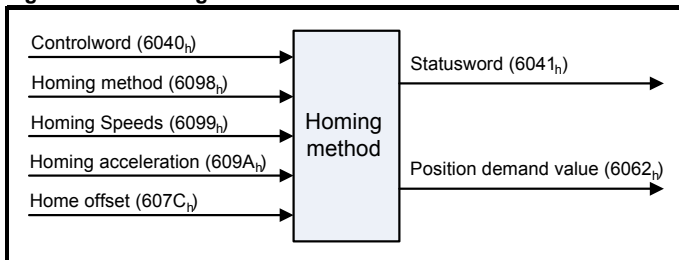 Controlword (6040h)
Homing method (6098h)
Homing Speeds (6099h)
Homing acceleration (609Ah)
Home offset (607Ch)
Homing
method
Statusword (6041h)
Position demand value (6062h)